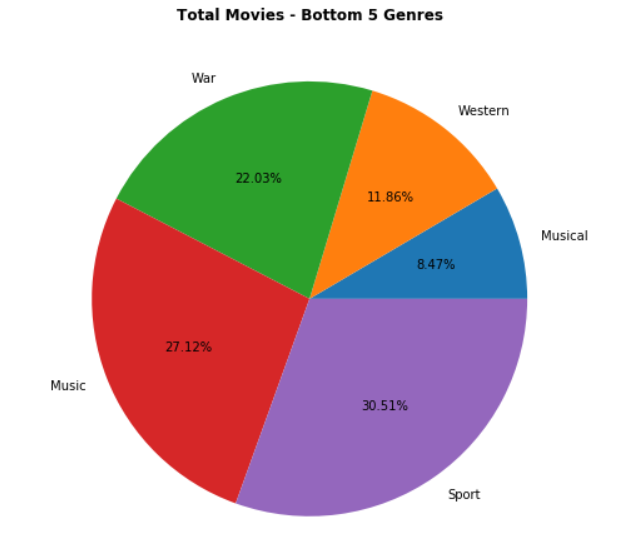 Total Movies - Bottom 5 Genres
War
Western
22.03%
11.86%
Musical
8.47%
27.12%
Music
30.51%
Sport